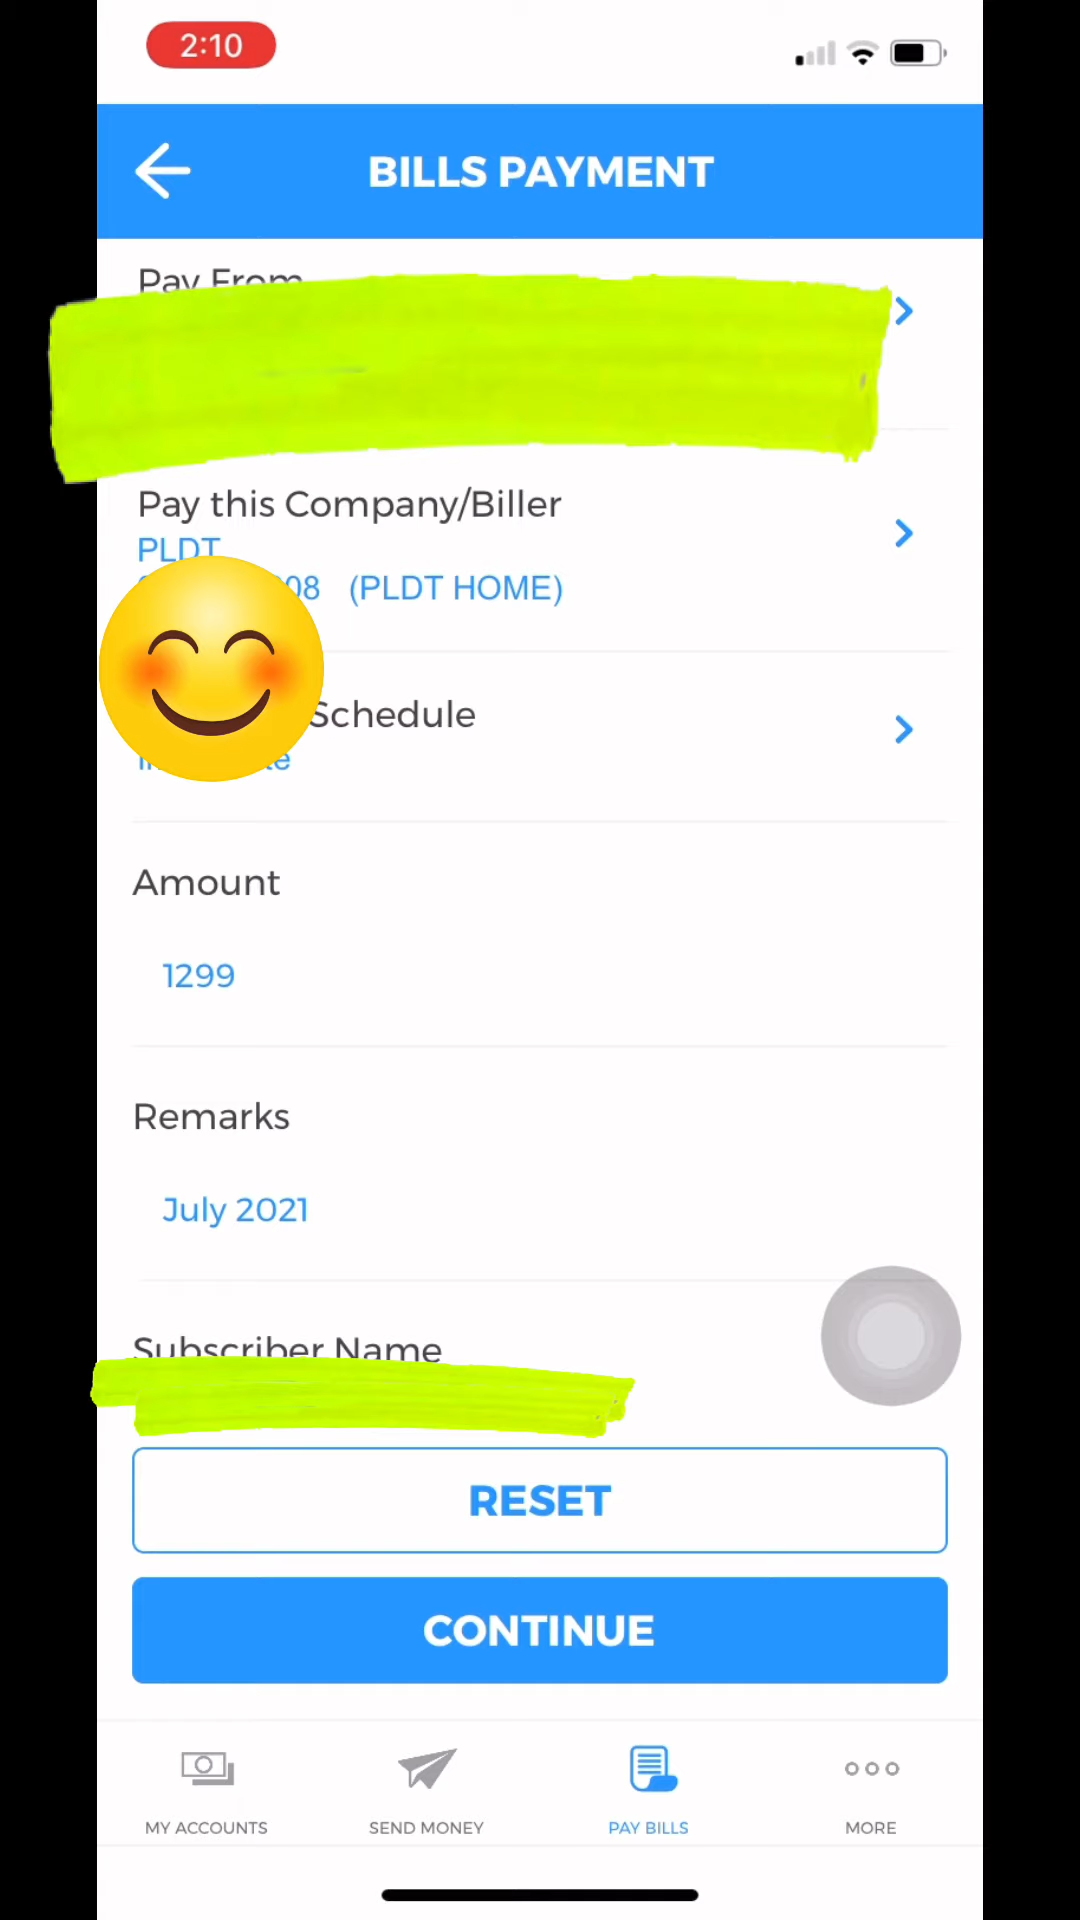 2:10
BILLS PAYMENT
Pay From
Pay this Company/Biller
PLDT
08 (PLDT HOME)
Schedule
Amount
1299
Remarks
July 2021
Subscriber Name
RESET
CONTINUE
MY ACCOUNTS
SEND MONEY
PAY BILLS
MORE